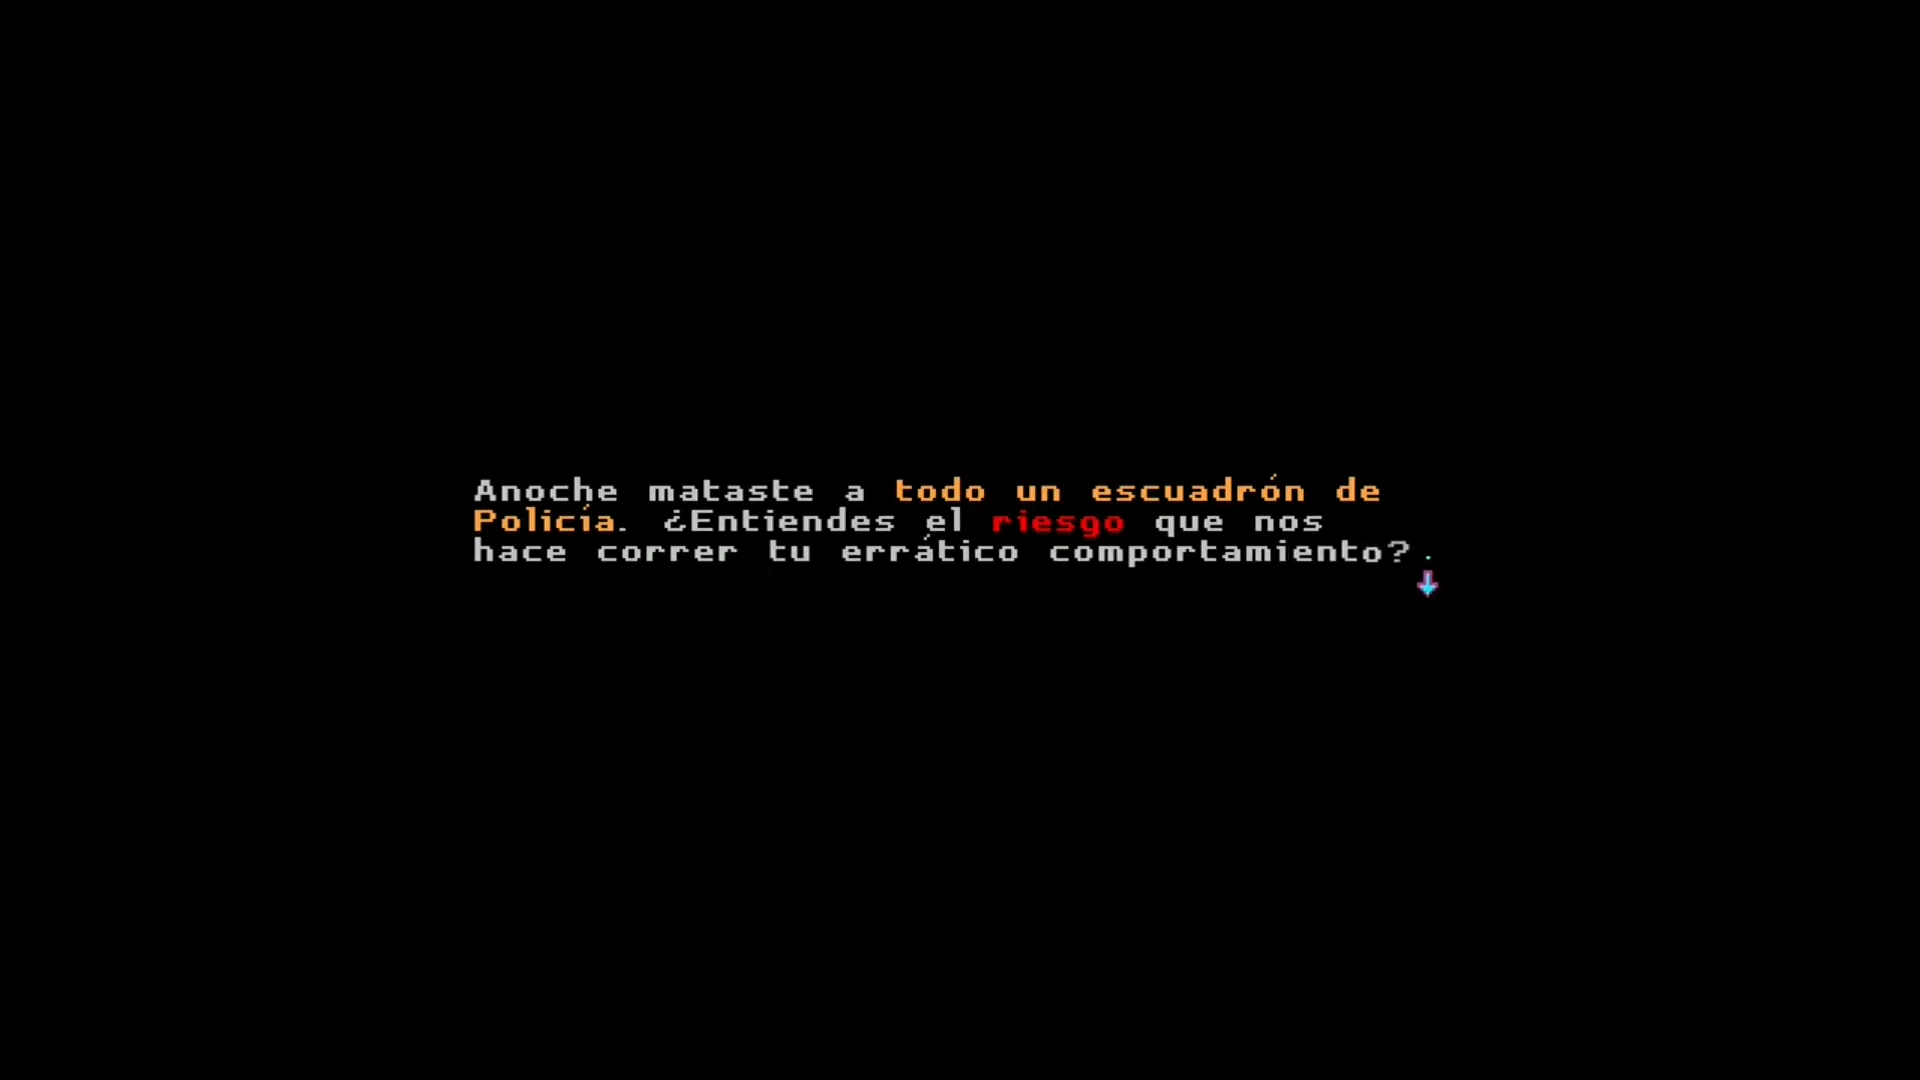 Anoche mataste a todo un escuadrón de
Policía. ¿Entiendes el riesgo que nos
hace correr tu errático comportamiento?